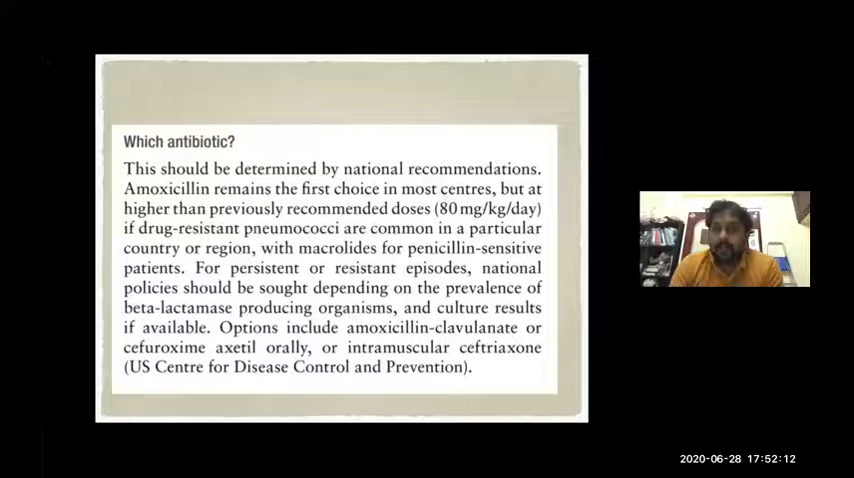 Which antibiotic?
This should be determined by national recommendations.
Amoxicillin remains the first choice in most centres, but at
higher than previously recommended doses (80 mg/kg/day)
if drug-resistant pneumococci are common in a particular
country or region, with macrolides for penicillin-sensitive
patients. For persistent or resistant episodes, national
policies should be sought depending on the prevalence of
beta-lactamase producing organisms, and culture results
if available. Options include amoxicillin-clavulanate or
cefuroxime axetil orally, or intramuscular ceftriaxone
(US Centre for Disease Control and Prevention).
2020-06-28 17:52:12